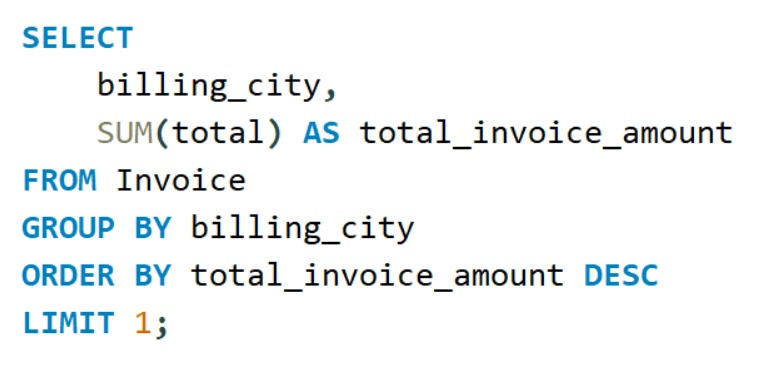 SELECT
    billing_city,
    SUM(total) AS total_invoice_amount
FROM Invoice
GROUP BY billing_city
ORDER BY total_invoice_amount DESC
LIMIT 1;